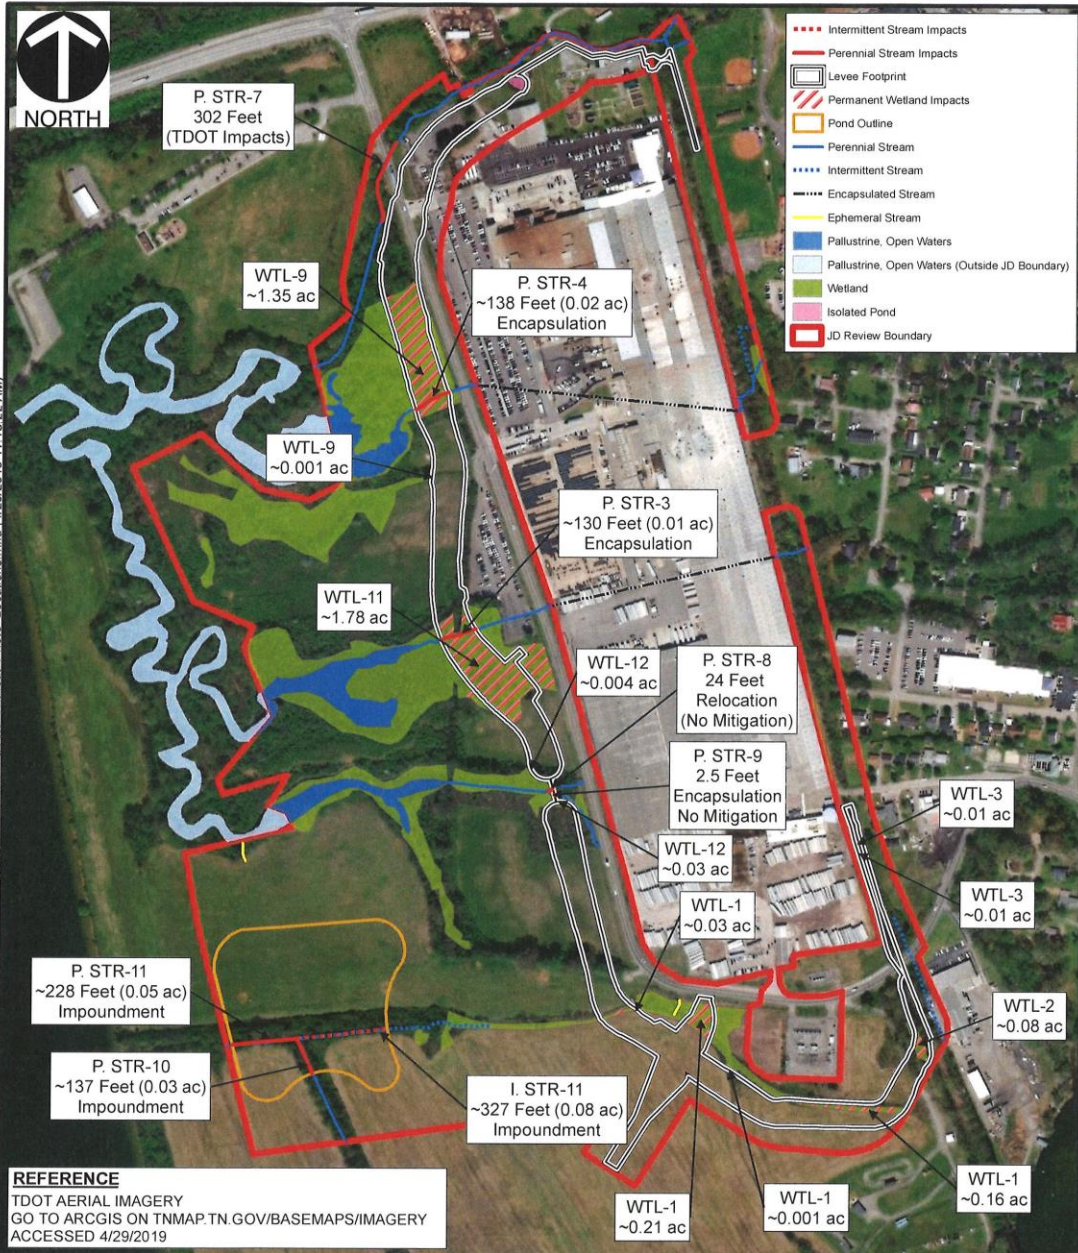 NORTH
Intermittent Stream Impacts
Perennial Stream Impacts
Levee Footprint
Permanent Wetland Impacts
Pond Outline
Perennial Stream
Intermittent Stream
Encapsulated Stream
Ephemeral Stream
Pallustrine, Open Waters
Pallustrine, Open Waters (Outside JD Boundary)
Wetland
Isolated Pond
JD Review Boundary
P. STR-7
302 Feet
(TDOT Impacts)
WTL-9
~1.35 ac
P. STR-4
~138 Feet (0.02 ac)
Encapsulation
WTL-9
~0.001 ac
P. STR-3
~130 Feet (0.01 ac)
Encapsulation
WTL-11
~1.78 ac
WTL-12
~0.004 ac
P. STR-8
24 Feet
Relocation
(No Mitigation)
P. STR-9
2.5 Feet
Encapsulation
No Mitigation
WTL-3
~0.01 ac
WTL-12
~0.03 ac
WTL-3
~0.01 ac
WTL-1
~0.03 ac
P. STR-11
~228 Feet (0.05 ac)
Impoundment
WTL-2
~0.08 ac
P. STR-10
~137 Feet (0.03 ac)
Impoundment
I. STR-11
~327 Feet (0.08 ac)
Impoundment
WTL-1
~0.16 ac
WTL-1
~0.21 ac
WTL-1
~0.001 ac
REFERENCE
TDOT AERIAL IMAGERY
GO TO ARCGIS ON TNMAP.TN.GOV/BASEMAPS/IMAGERY
ACCESSED 4/29/2019